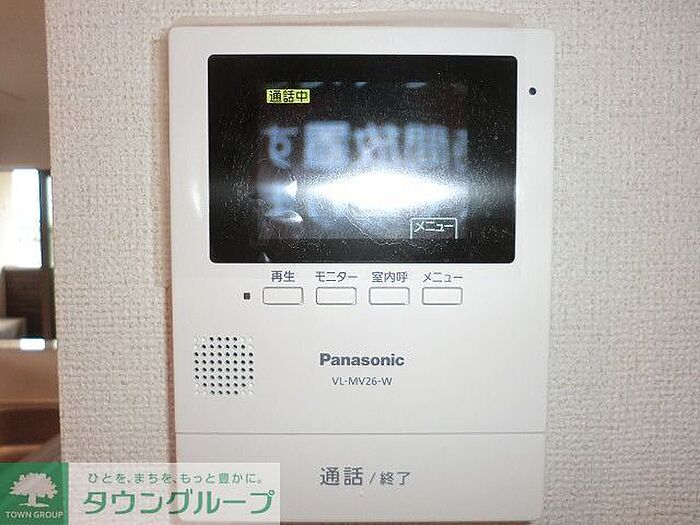 通話中
メニュー
再生 モニター 室内呼 メニュー
Panasonic
VL-MV26-W
通話/終了
ひとを、まちを、もっと豊かに。
タウングループ
TOWN GROUP